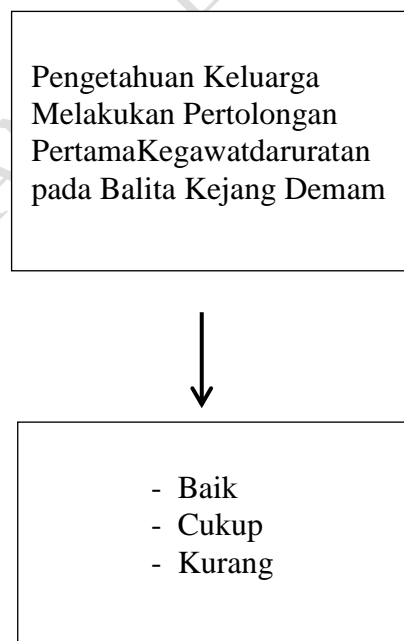 Pengetahuan Keluarga
Melakukan Pertolongan
PertamaKegawatdaruratan
pada Balita Kejang Demam
- Baik
- Cukup
- Kurang